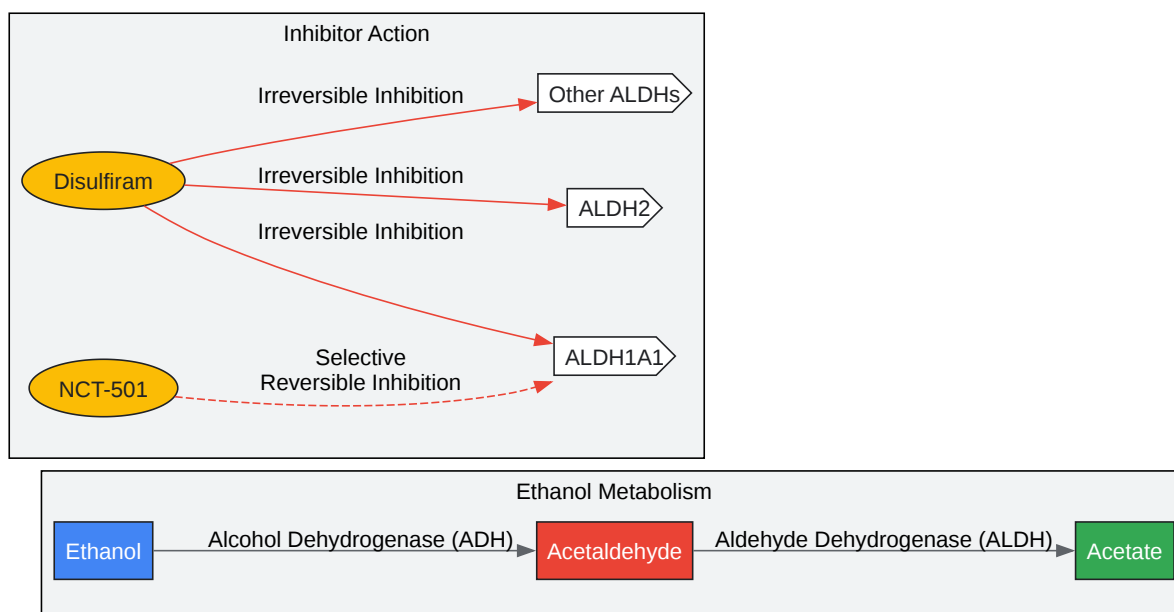 Inhibitor Action
Irreversible Inhibition
Other ALDHs
Disulfiram
Irreversible Inhibition
ALDH2
Irreversible Inhibition
NCT-501
Selective
Reversible Inhibition
ALDH1A1
Ethanol Metabolism
Ethanol
Alcohol Dehydrogenase (ADH)
Acetaldehyde
Aldehyde Dehydrogenase (ALDH)
Acetate